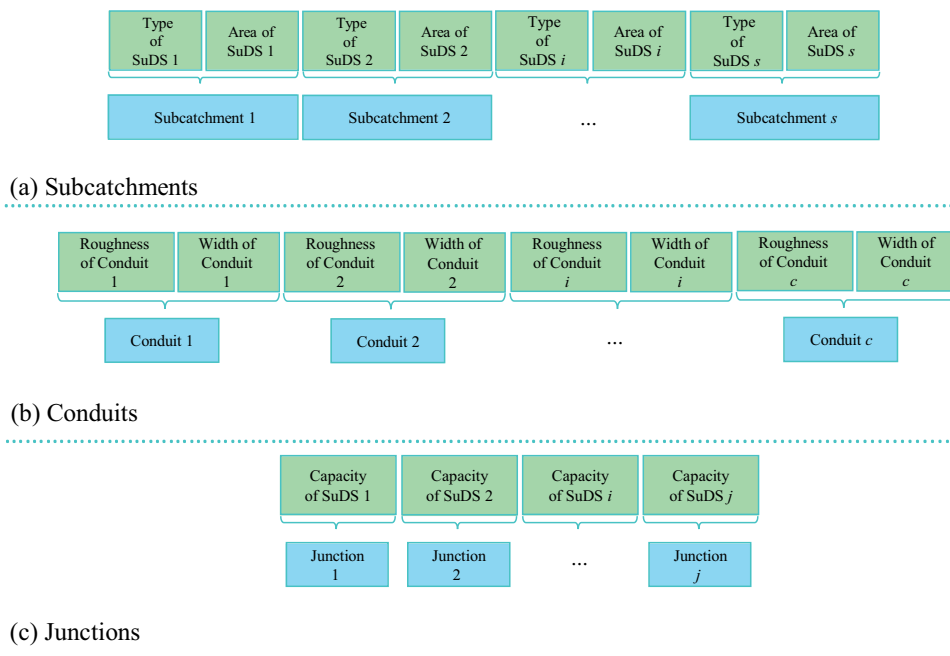 Type of SuDS 1
Area of SuDS 1
Type of SuDS 2
Area of SuDS 2
Type of SuDS i
Area of SuDS i
Type of SuDS s
Area of SuDS s
Subcatchment 1
Subcatchment 2
...
Subcatchment s
(a) Subcatchments
Roughness of Conduit 1
Width of Conduit 1
Roughness of Conduit 2
Width of Conduit 2
Roughness of Conduit i
Width of Conduit i
Roughness of Conduit c
Width of Conduit c
Conduit 1
Conduit 2
...
Conduit c
(b) Conduits
Capacity of SuDS 1
Capacity of SuDS 2
Capacity of SuDS i
Capacity of SuDS j
Junction 1
Junction 2
...
Junction j
(c) Junctions